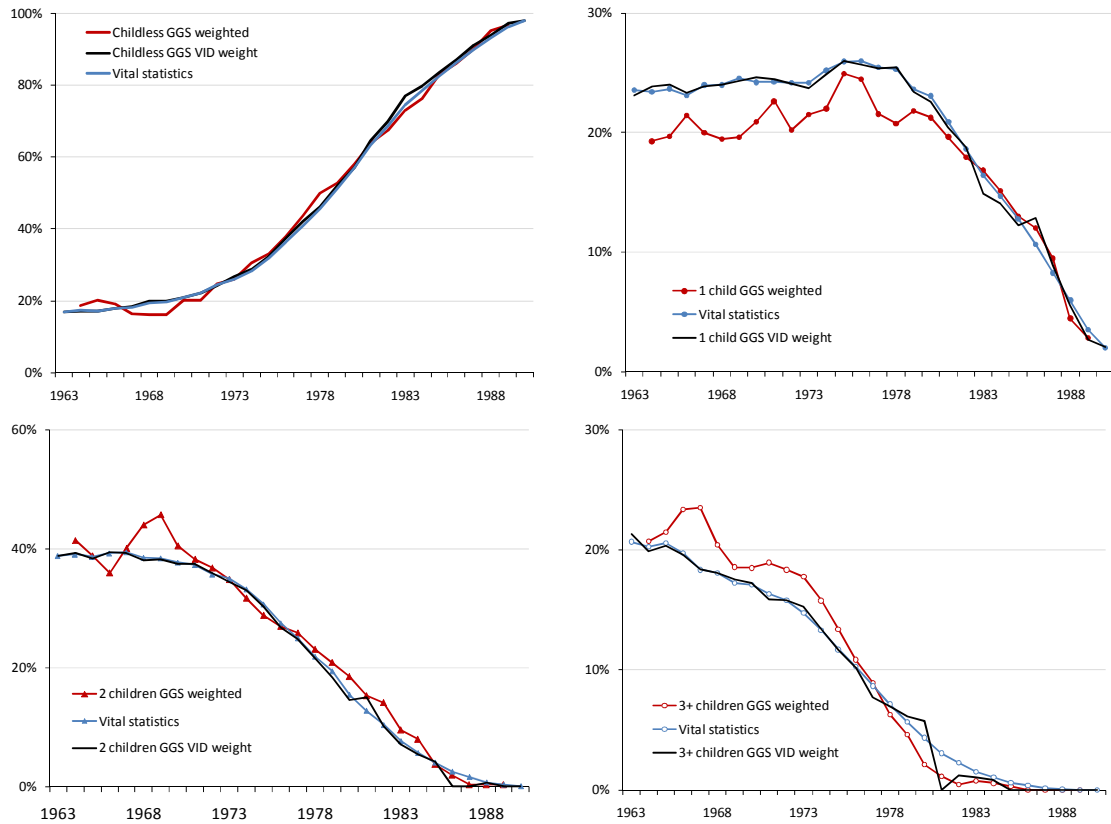 100%
80%
60%
40%
20%
0%
Childless GGS weighted
Childless GGS VID weight
Vital statistics
1963 1968 1973 1978 1983 1988
30%
20%
10%
0%
1 child GGS weighted
Vital statistics
1 child GGS VID weight
1963 1968 1973 1978 1983 1988
60%
40%
20%
0%
2 children GGS weighted
Vital statistics
2 children GGS VID weight
1963 1968 1973 1978 1983 1988
30%
20%
10%
0%
3+ children GGS weighted
Vital statistics
3+ children GGS VID weight
1963 1968 1973 1978 1983 1988